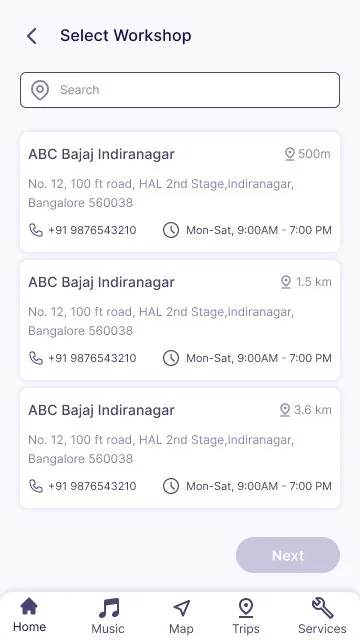 Select Workshop
Search
ABC Bajaj Indiranagar 500m
No. 12, 100 ft road, HAL 2nd Stage,Indiranagar,
Bangalore 560038
+91 9876543210 Mon-Sat, 9:00AM - 7:00 PM
ABC Bajaj Indiranagar 1.5 km
No. 12, 100 ft road, HAL 2nd Stage,Indiranagar,
Bangalore 560038
+91 9876543210 Mon-Sat, 9:00AM - 7:00 PM
ABC Bajaj Indiranagar 3.6 km
No. 12, 100 ft road, HAL 2nd Stage,Indiranagar,
Bangalore 560038
+91 9876543210 Mon-Sat, 9:00AM - 7:00 PM
Next
Home Music Map Trips Services